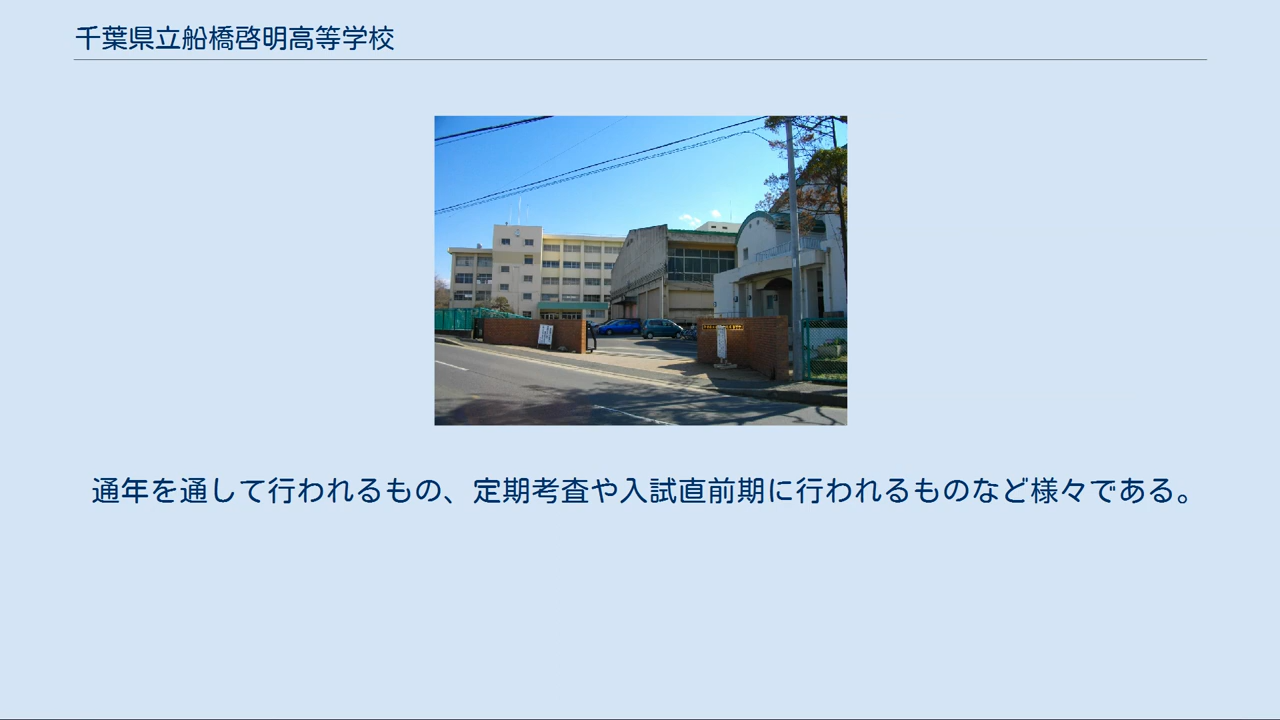 千葉県立船橋啓明高等学校
通年を通して行われるもの、定期考査や入試直前期に行われるものなど様々である。